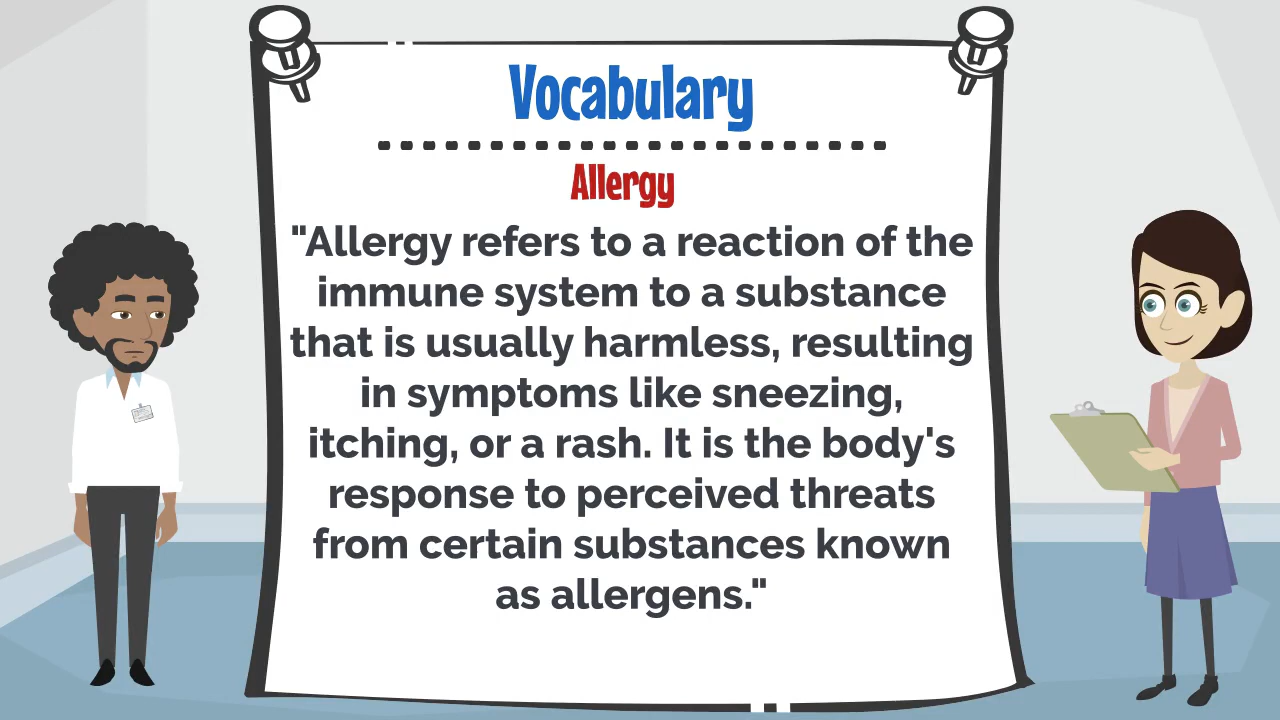 Vocabulary
Allergy
"Allergy refers to a reaction of the
immune system to a substance
that is usually harmless, resulting
in symptoms like sneezing,
itching, or a rash. It is the body's
response to perceived threats
from certain substances known
as allergens."